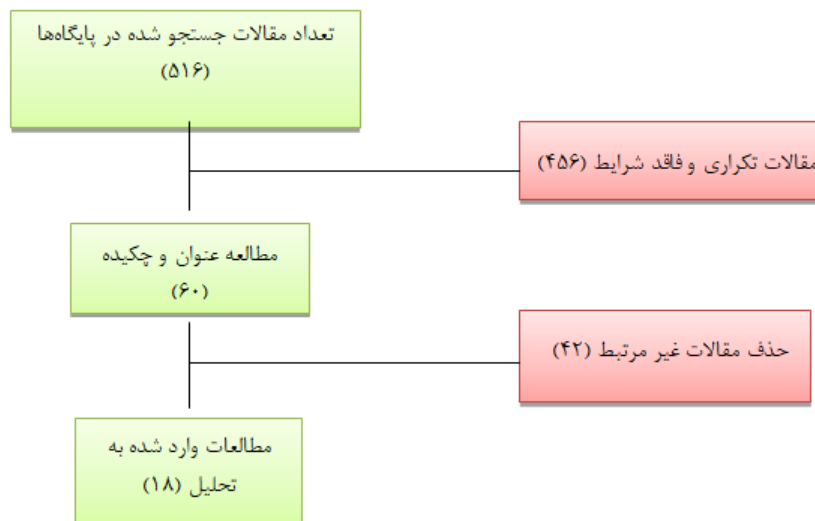 تعداد مقالات جستجو شده در پایگاه‌ها
(۵۱۶)
مقالات تکراری و فاقد شرایط (۴۵۶)
مطالعه عنوان و چکیده
(۶۰)
حذف مقالات غیر مرتبط (۴۲)
مطالعات وارد شده به
تحلیل (۱۸)